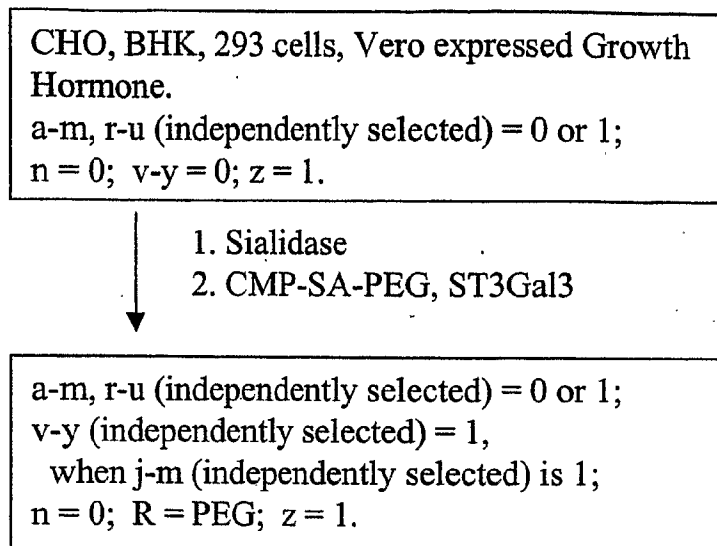 CHO, BHK, 293 cells, Vero expressed Growth
Hormone.
a-m, r-u (independently selected) = 0 or 1;
n = 0; v-y = 0; z = 1.
1. Sialidase
2. CMP-SA-PEG, ST3Gal3
a-m, r-u (independently selected) = 0 or 1;
v-y (independently selected) = 1,
when j-m (independently selected) is 1;
n = 0; R = PEG; z = 1.